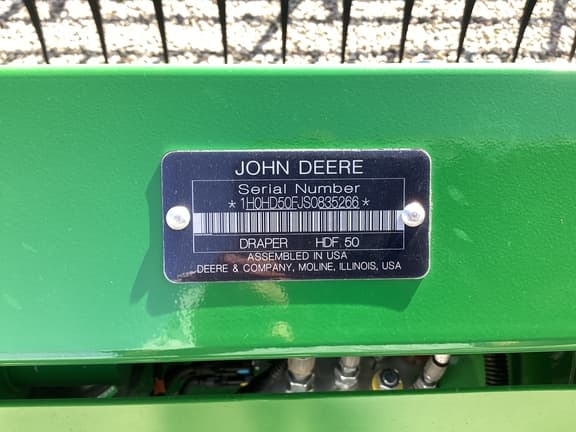 JOHN DEERE
Serial Number
*1H0HD50FJS0835266*
DRAPER HDF 50
ASSEMBLED IN USA
DEERE & COMPANY, MOLINE, ILLINOIS, USA